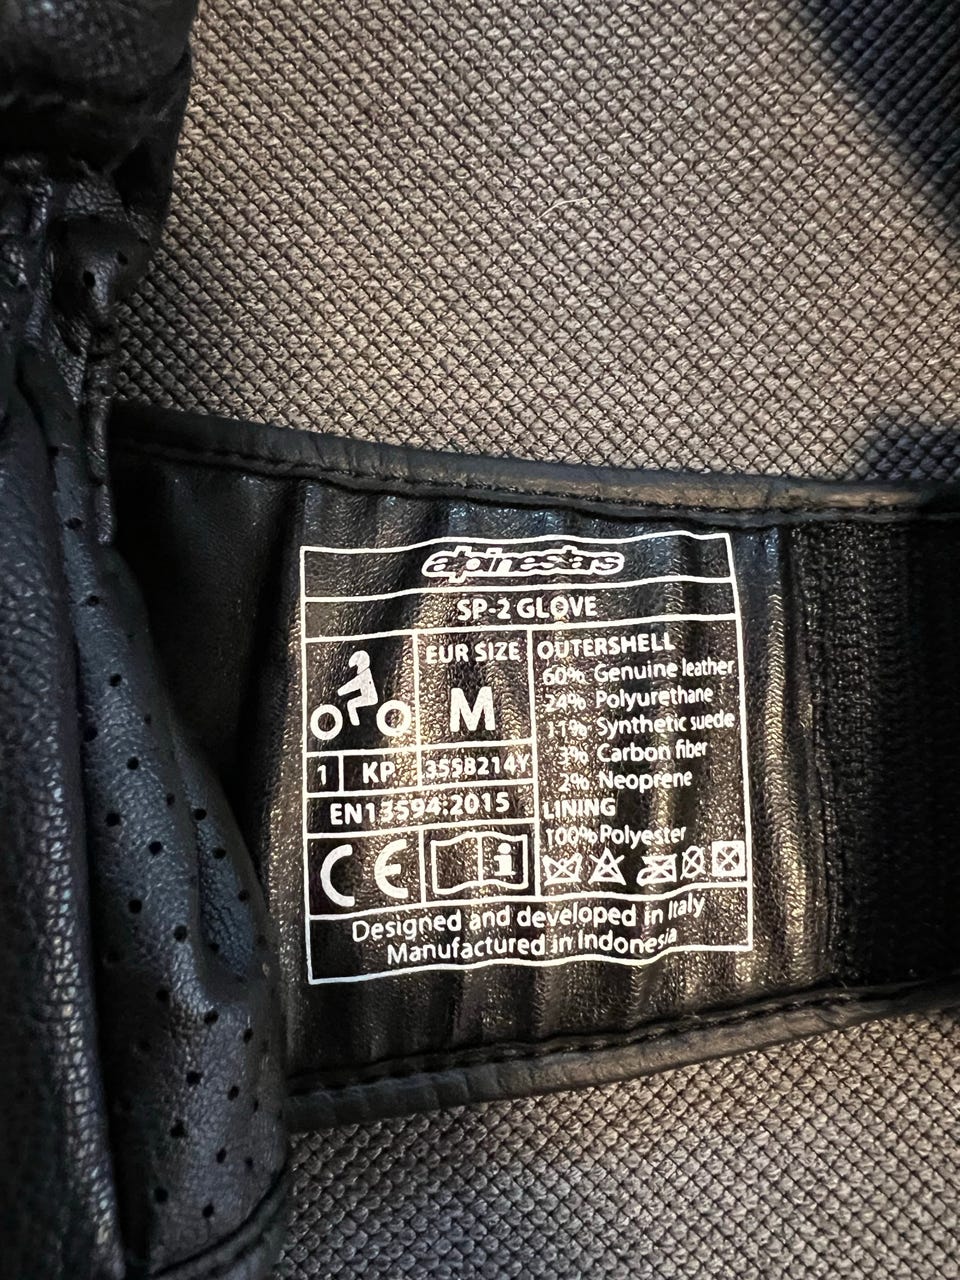 alpinestars
SP-2 GLOVE
EUR SIZE
M
1 KP
EN13594:2015
CE
i
OUTERSHELL
60% Genuine leather
24% Polyurethane
11% Synthetic suede
3% Carbon fiber
2% Neoprene
LINING
100% Polyester
Designed and developed in Italy
Manufactured in Indonesia